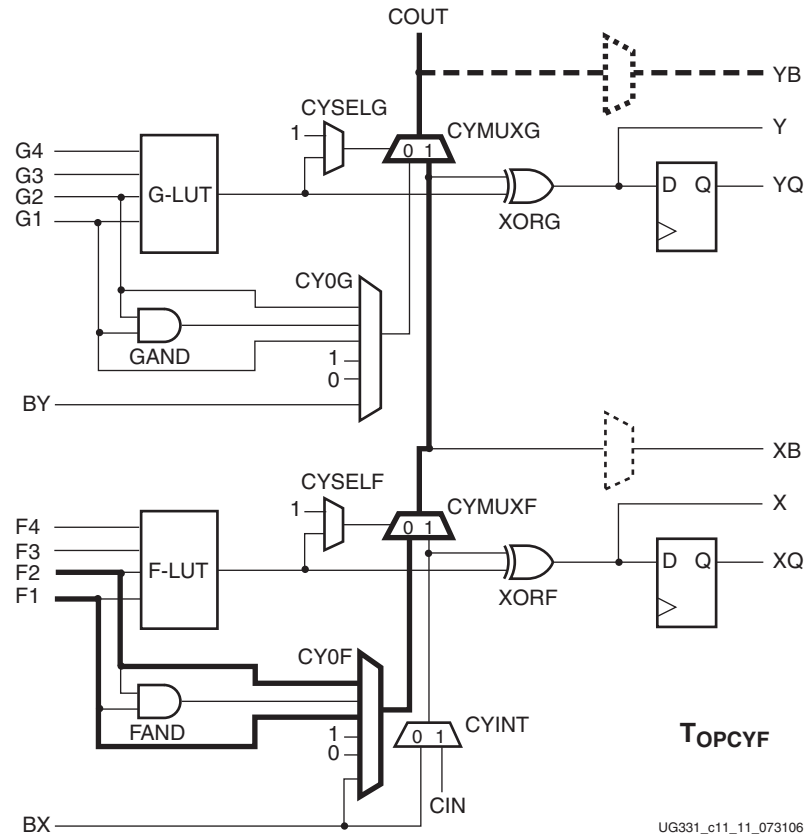 COUT
YB
CYSELG
1
CYMUXG
0 1
Y
G4
G3
G2
G1
G-LUT
D Q
YQ
XORG
CY0G
GAND
1
0
BY
XB
CYSELF
1
CYMUXF
0 1
X
F4
F3
F2
F1
F-LUT
D Q
XQ
XORF
CY0F
FAND
1
0
CYINT
0 1
TOPCYF
CIN
BX
UG331_c11_11_073106